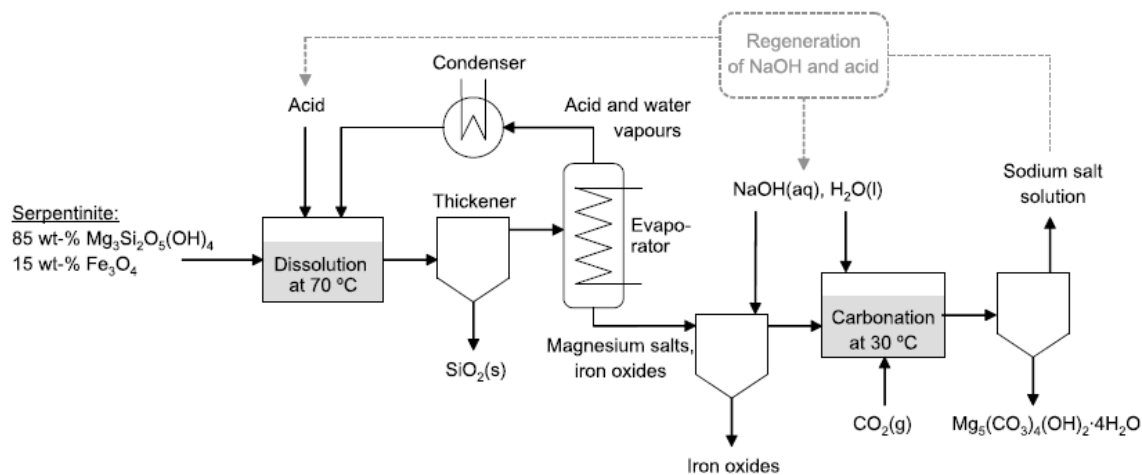 Regeneration
of NaOH and acid
Condenser
Acid
Acid and water
vapours
Sodium salt
solution
NaOH(aq), H₂O(l)
Thickener
Serpentinite:
85 wt-% Mg₃Si₂O₅(OH)₄
15 wt-% Fe₃O₄
Evapo-
rator
Dissolution
at 70 ºC
Carbonation
at 30 ºC
Magnesium salts,
iron oxides
SiO₂(s)
CO₂(g)
Mg₅(CO₃)₄(OH)₂·4H₂O
Iron oxides